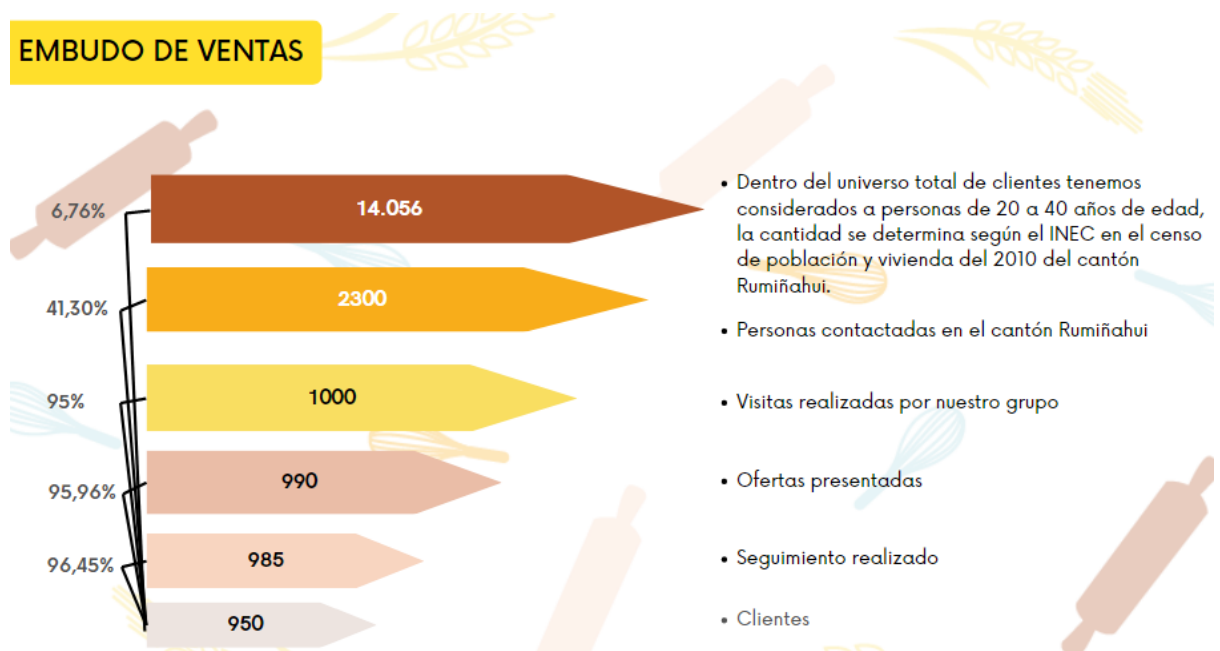 EMBUDO DE VENTAS
6,76%
14.056
• Dentro del universo total de clientes tenemos
considerados a personas de 20 a 40 años de edad,
la cantidad se determina según el INEC en el censo
de población y vivienda del 2010 del cantón
Rumiñahui.
41,30%
2300
• Personas contactadas en el cantón Rumiñahui
95%
1000
• Visitas realizadas por nuestro grupo
95,96%
990
• Ofertas presentadas
96,45%
985
• Seguimiento realizado
950
• Clientes